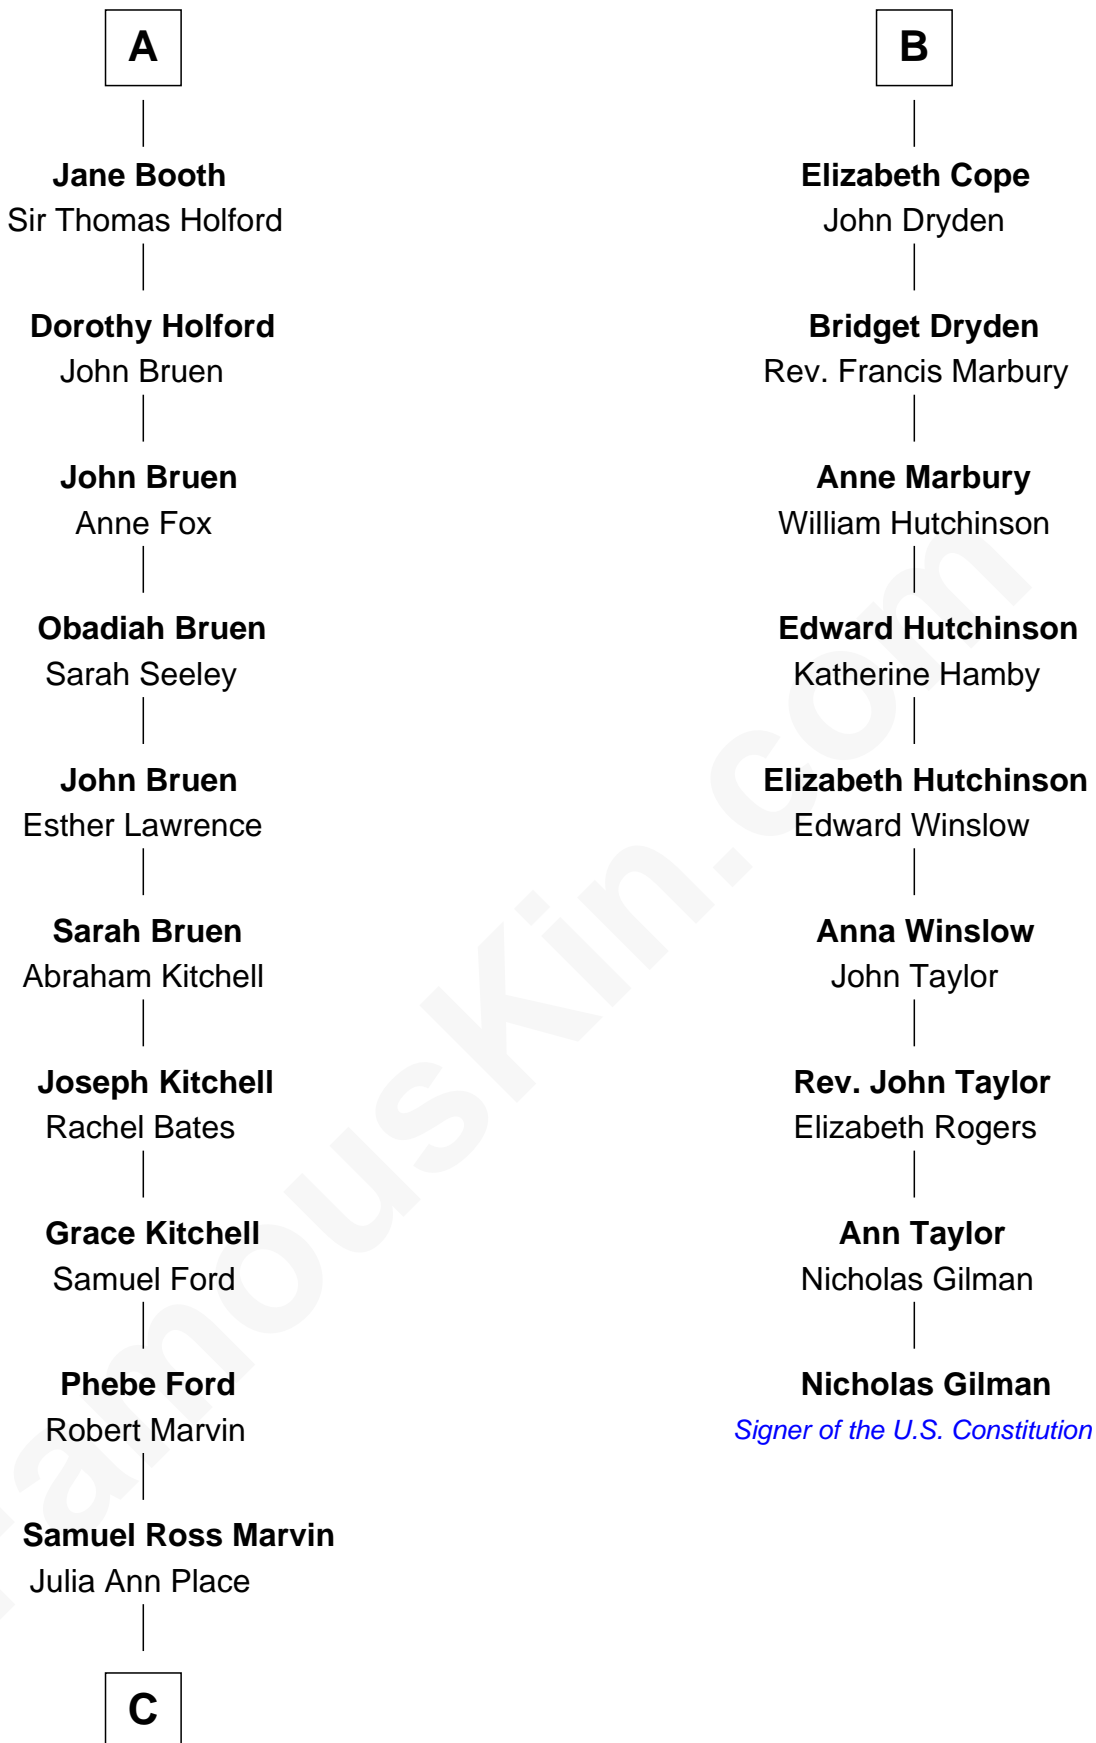 A
Jane Booth
Sir Thomas Holford
Dorothy Holford
John Bruen
John Bruen
Anne Fox
Obadiah Bruen
Sarah Seeley
John Bruen
Esther Lawrence
Sarah Bruen
Abraham Kitchell
Joseph Kitchell
Rachel Bates
Grace Kitchell
Samuel Ford
Phebe Ford
Robert Marvin
Samuel Ross Marvin
Julia Ann Place
C
B
Elizabeth Cope
John Dryden
Bridget Dryden
Rev. Francis Marbury
Anne Marbury
William Hutchinson
Edward Hutchinson
Katherine Hamby
Elizabeth Hutchinson
Edward Winslow
Anna Winslow
John Taylor
Rev. John Taylor
Elizabeth Rogers
Ann Taylor
Nicholas Gilman
Nicholas Gilman
Signer of the U.S. Constitution
FamousKin.com